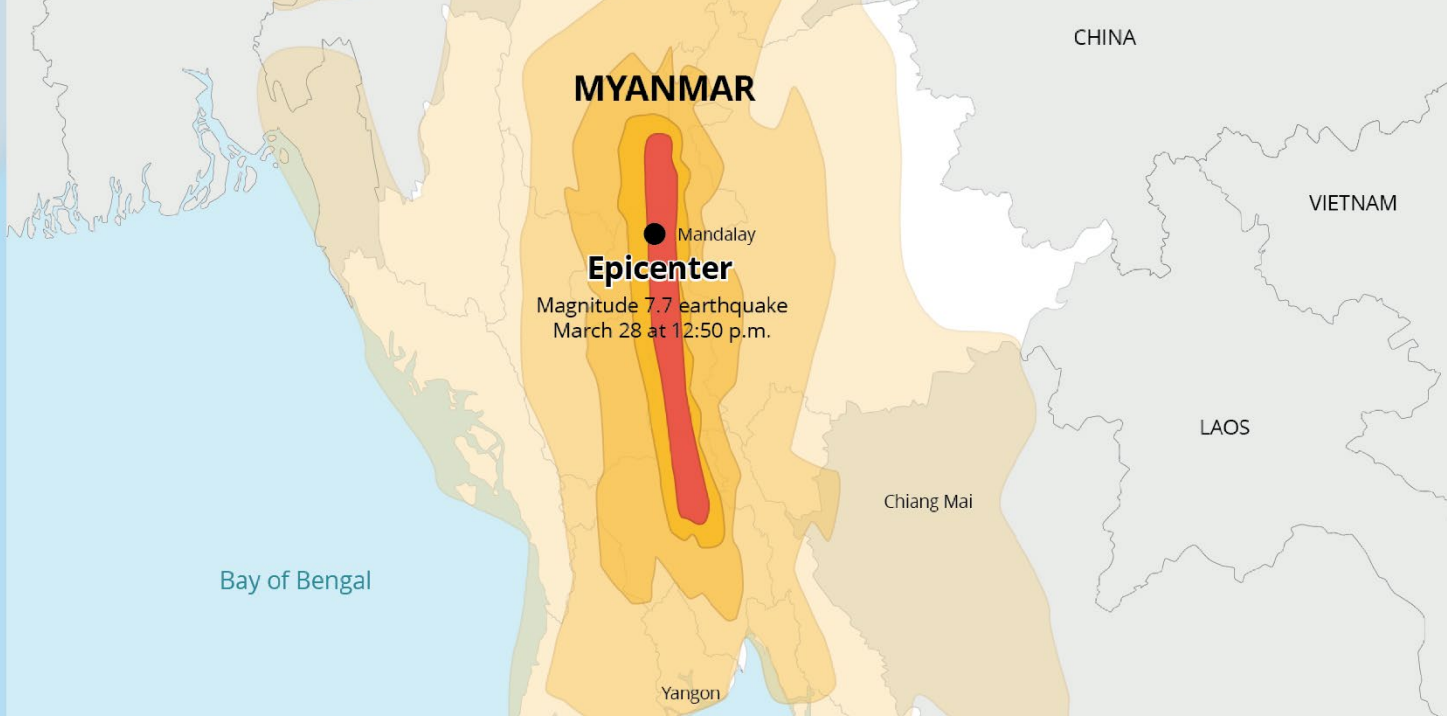 CHINA
MYANMAR
VIETNAM
Mandalay
Epicenter
Magnitude 7.7 earthquake
March 28 at 12:50 p.m.
LAOS
Chiang Mai
Bay of Bengal
Yangon